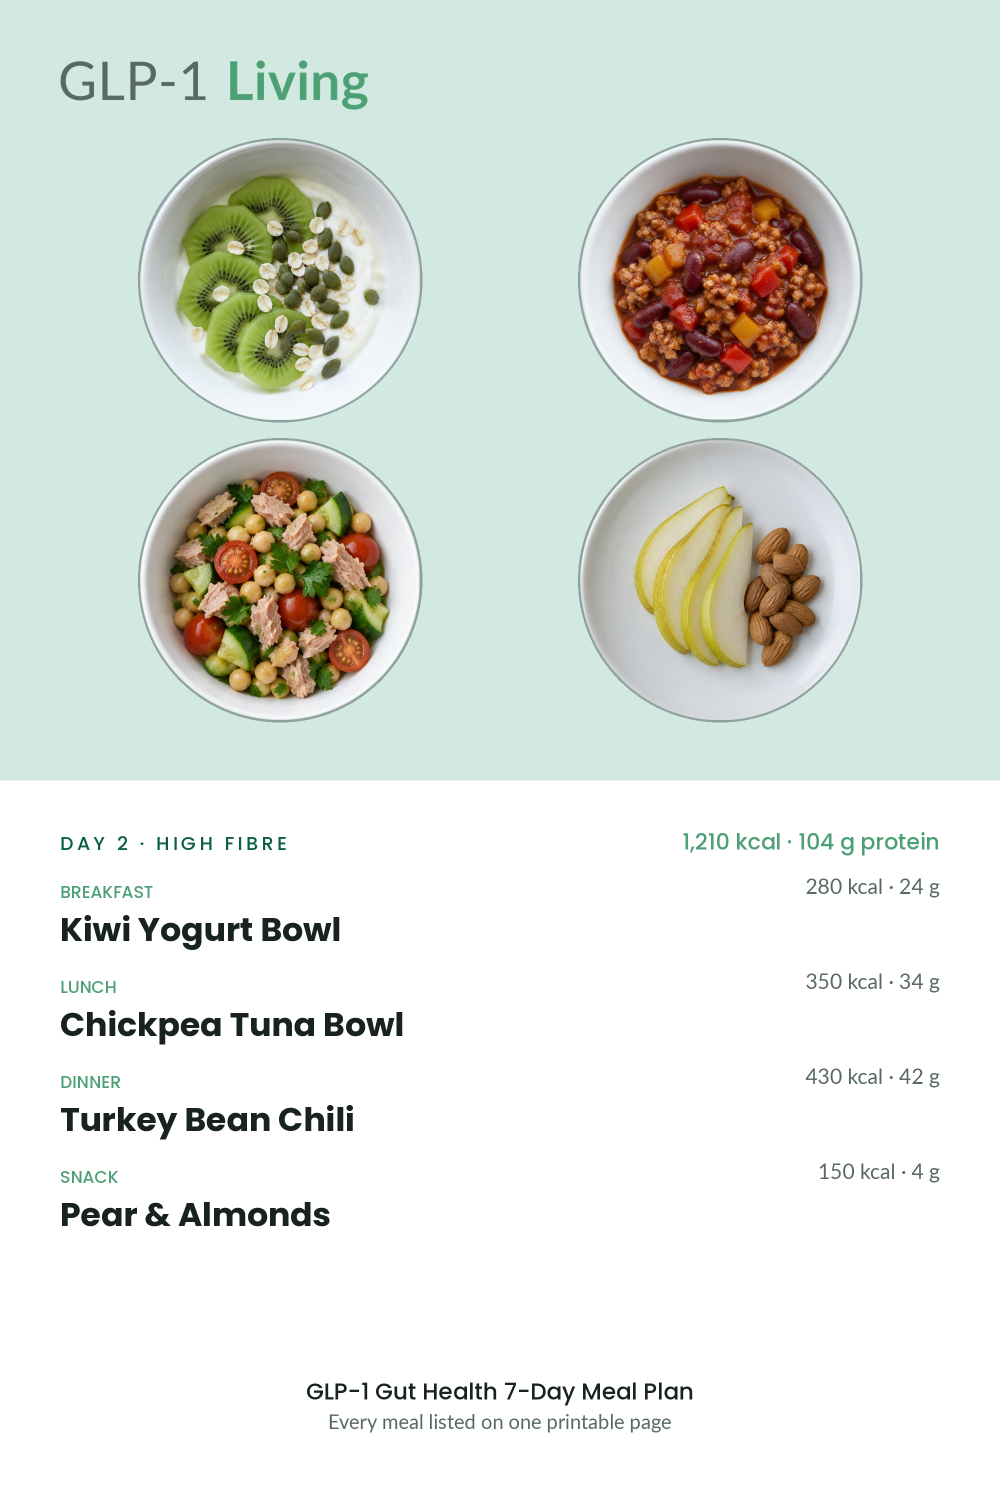 GLP-1 Living
DAY 2 · HIGH FIBRE
1,210 kcal · 104 g protein
BREAKFAST
280 kcal · 24 g
Kiwi Yogurt Bowl
LUNCH
350 kcal · 34 g
Chickpea Tuna Bowl
DINNER
430 kcal · 42 g
Turkey Bean Chili
SNACK
150 kcal · 4 g
Pear & Almonds
GLP-1 Gut Health 7-Day Meal Plan
Every meal listed on one printable page